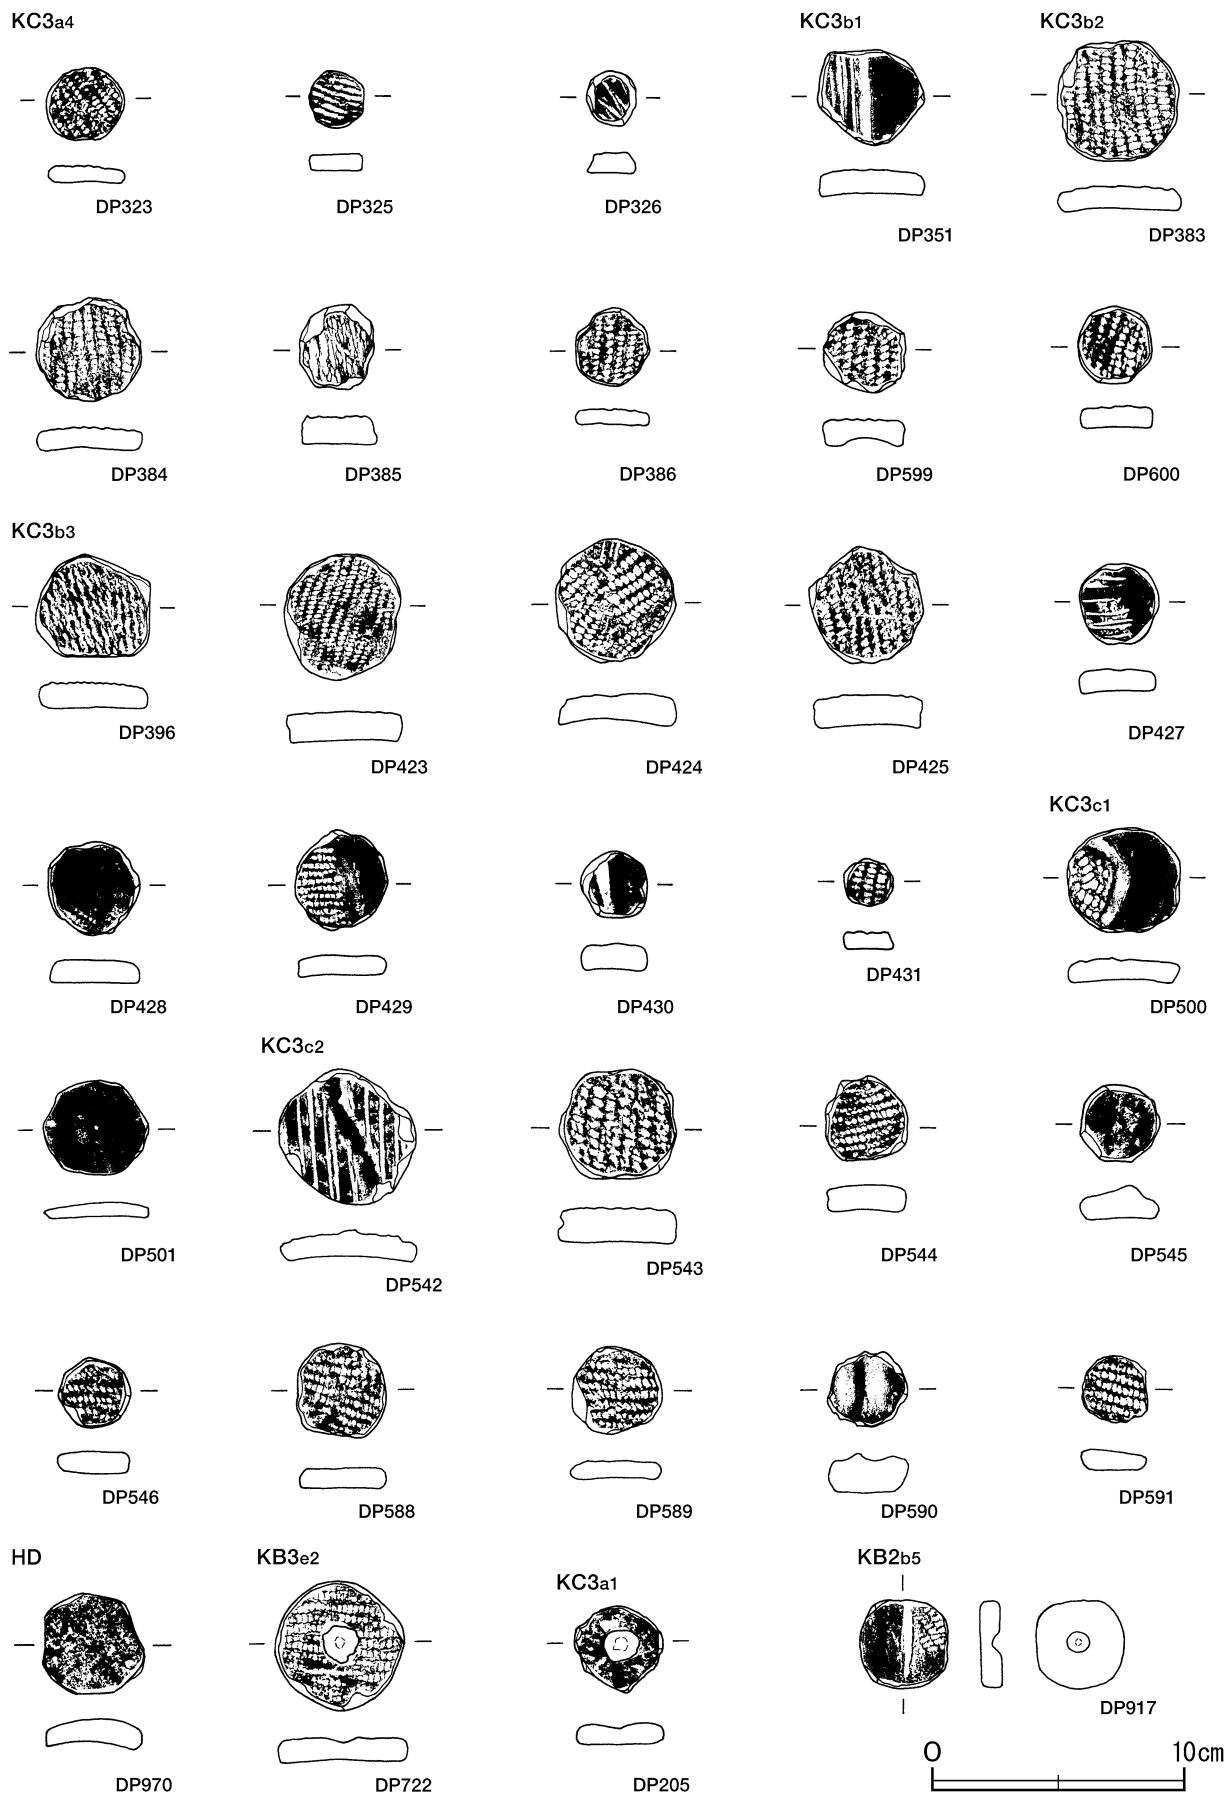 KC3a4 KC3b1 KC3b2
DP323 DP325 DP326 DP351 DP383
DP384 DP385 DP386 DP599 DP600
KC3b3
DP396 DP423 DP424 DP425 DP427
KC3c1
DP428 DP429 DP430 DP431 DP500
KC3c2
DP501 DP542 DP543 DP544 DP545
DP546 DP588 DP589 DP590 DP591
HD KB3e2 KC3a1 KB2b5
DP970 DP722 DP205 DP917
0 10cm